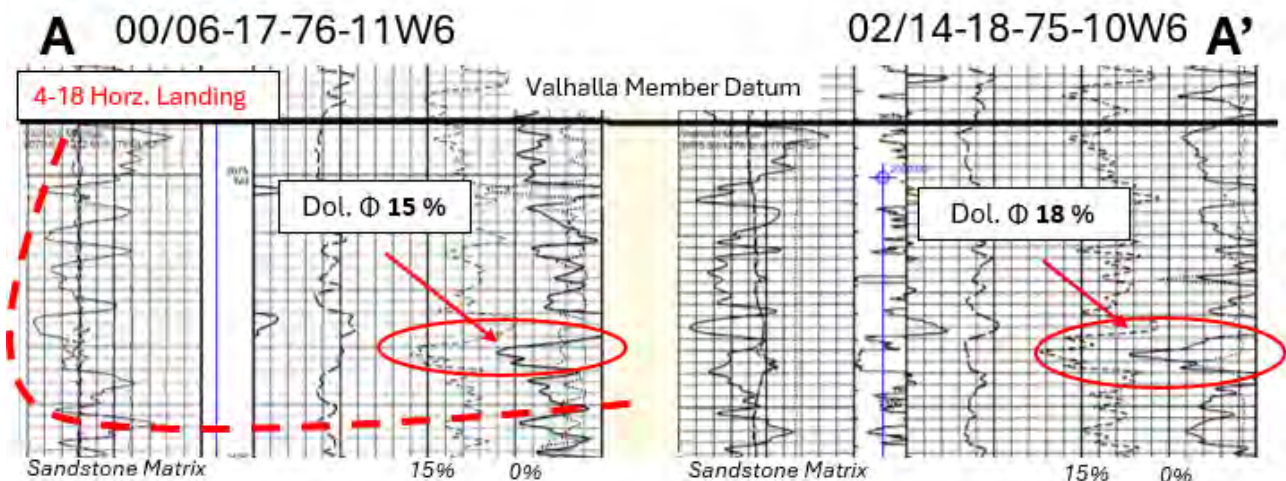 A 00/06-17-76-11W6
02/14-18-75-10W6 A’
4-18 Horz. Landing
Valhalla Member Datum
Dol. Φ 15 %
Dol. Φ 18 %
Sandstone Matrix
15% 0%
Sandstone Matrix
15% 0%